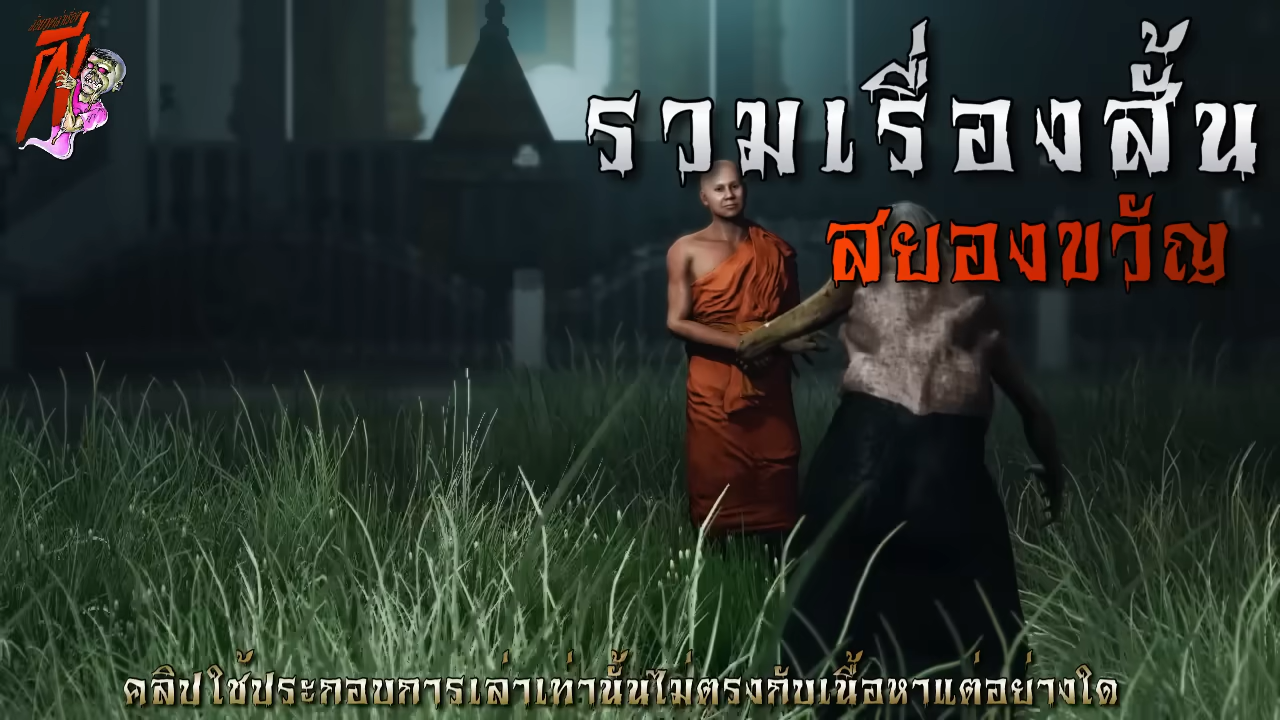 ผี
รวมเรื่องสั้น
สยองขวัญ
คลิปใช้ประกอบการเล่าเท่านั้นไม่ตรงกับเนื้อหาแต่อย่างใด